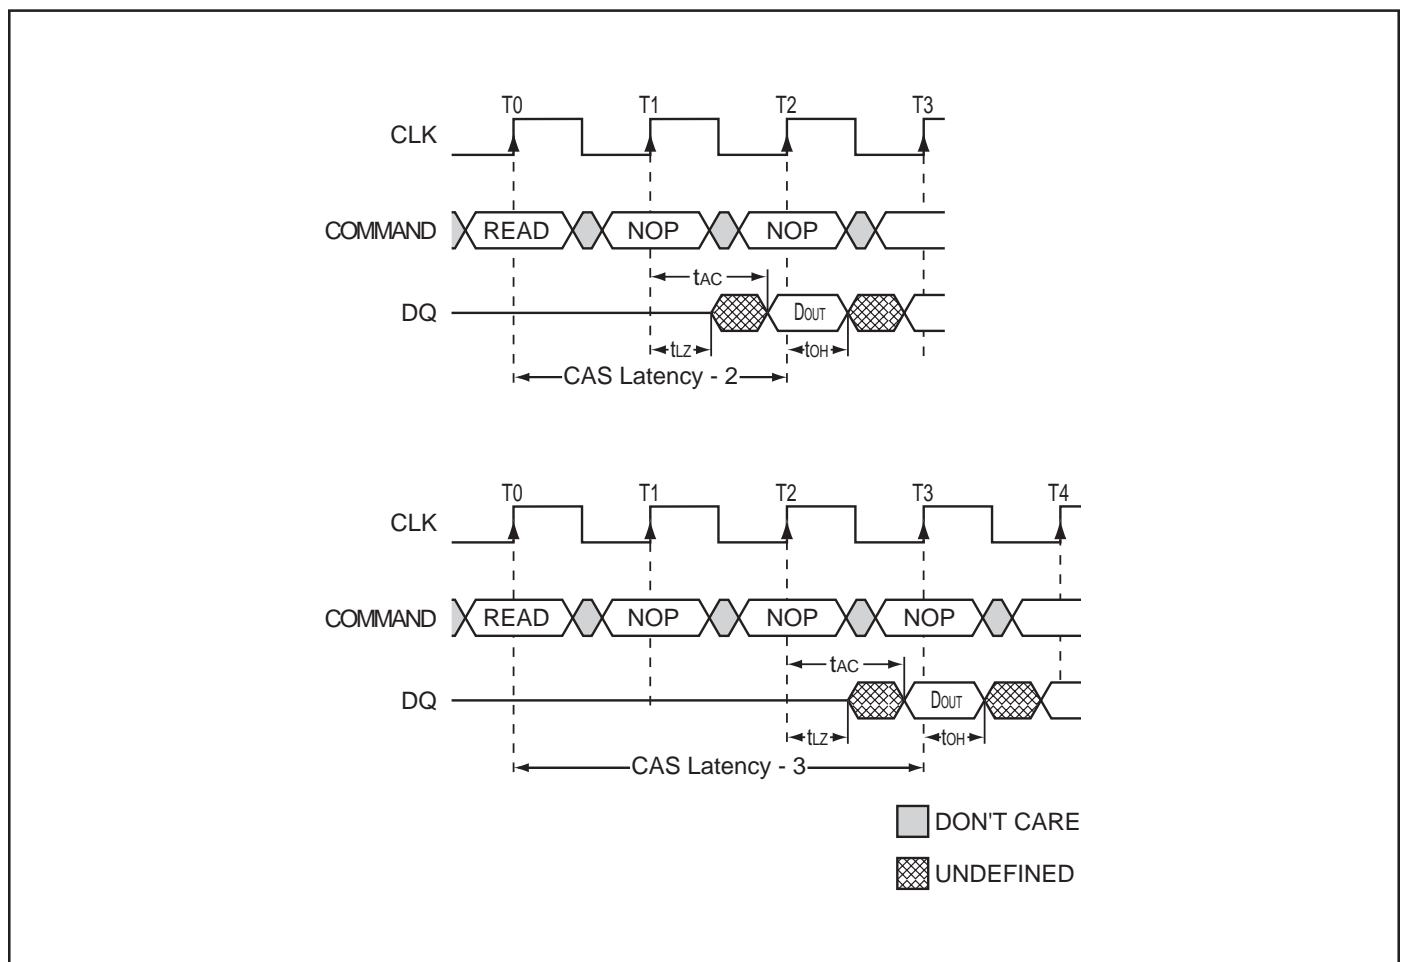 T0 T1 T2 T3
CLK
COMMAND READ NOP NOP
tAC
DQ DOUT
tLZ tOH
CAS Latency - 2
T0 T1 T2 T3 T4
CLK
COMMAND READ NOP NOP NOP
tAC
DQ DOUT
tLZ tOH
CAS Latency - 3
DON'T CARE
UNDEFINED